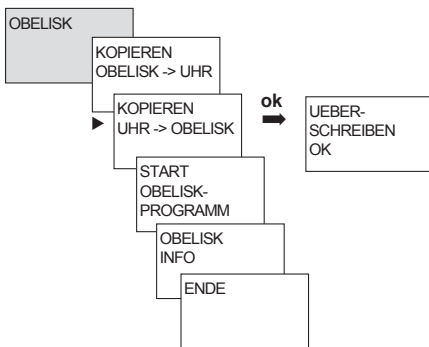 OBELISK
KOPIEREN
OBELISK -> UHR
KOPIEREN
UHR -> OBELISK
ok
UEBER-
SCHREIBEN
OK
START
OBELISK-
PROGRAMM
OBELISK
INFO
ENDE